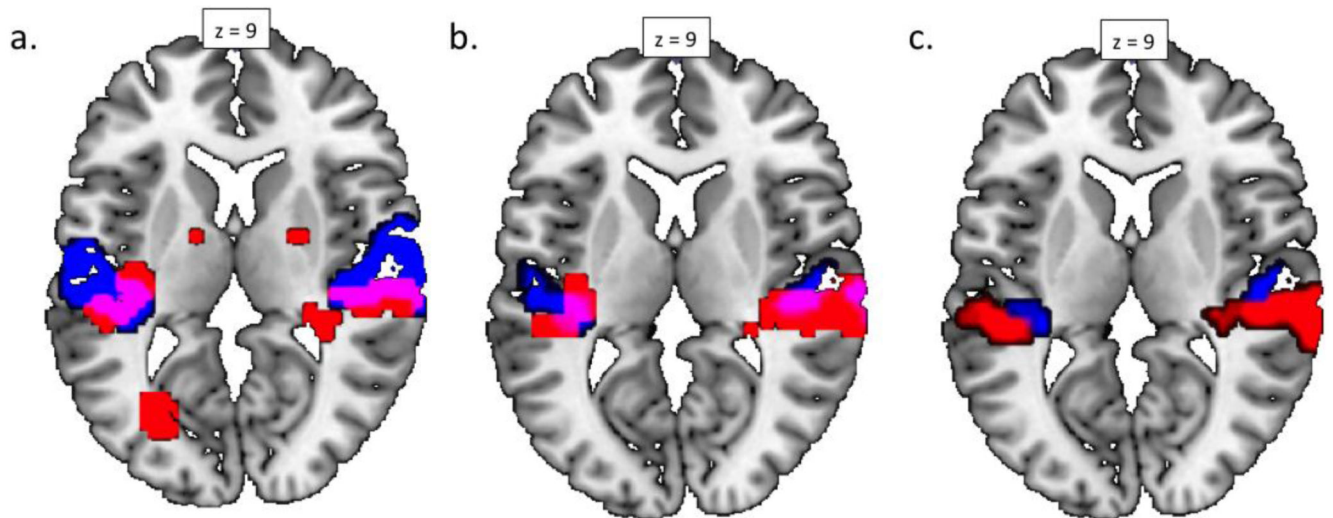 a.
z = 9
b.
z = 9
c.
z = 9